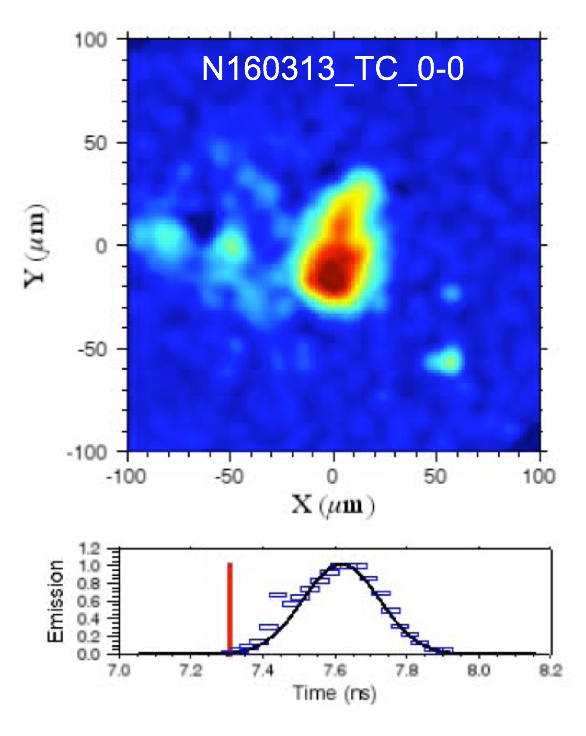 N160313_TC_0-0
100
50
0
-50
-100
Y (μm)
-100 -50 0 50 100
X (μm)
1.2
1.0
0.8
0.6
0.4
0.2
0.0
Emission
7.0 7.2 7.4 7.6 7.8 8.0 8.2
Time (ns)